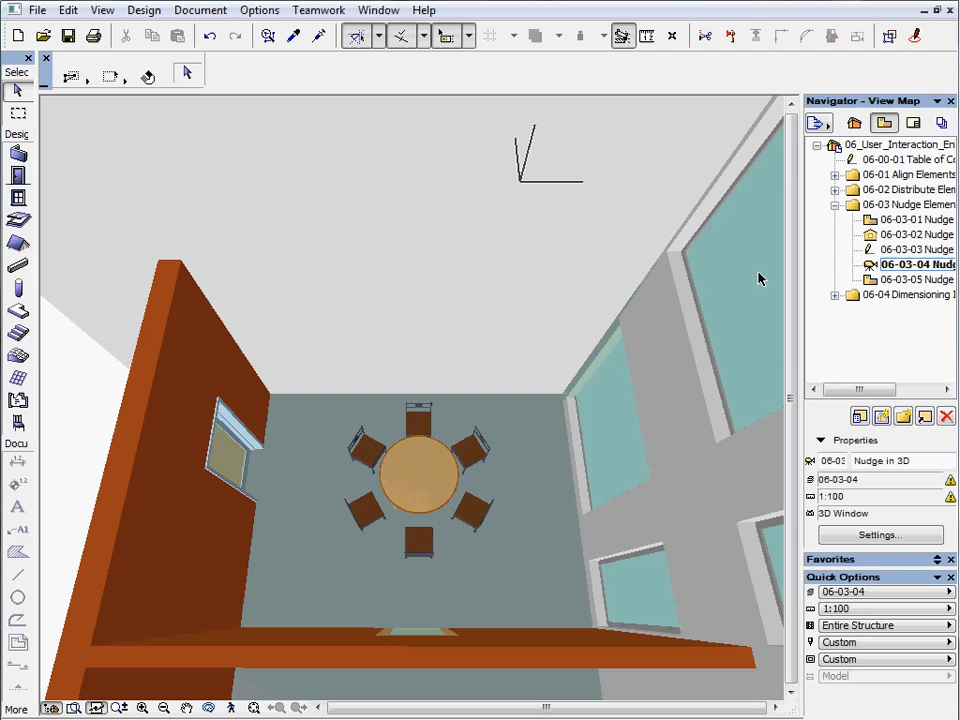 File Edit View Design Document Options Teamwork Window Help
Selec
Navigator - View Map
Desig
06_User_Interaction_En
06-00-01 Table of Co
06-01 Align Elements
06-02 Distribute Elem
06-03 Nudge Elemen
06-03-01 Nudge
06-03-02 Nudge
06-03-03 Nudge
06-03-04 Nudg
06-03-05 Nudge
06-04 Dimensioning I
Properties
06-03 Nudge in 3D
06-03-04
1:100
3D Window
Settings...
Favorites
Quick Options
06-03-04
1:100
Entire Structure
Custom
Custom
Model
Docu
A
A1
More